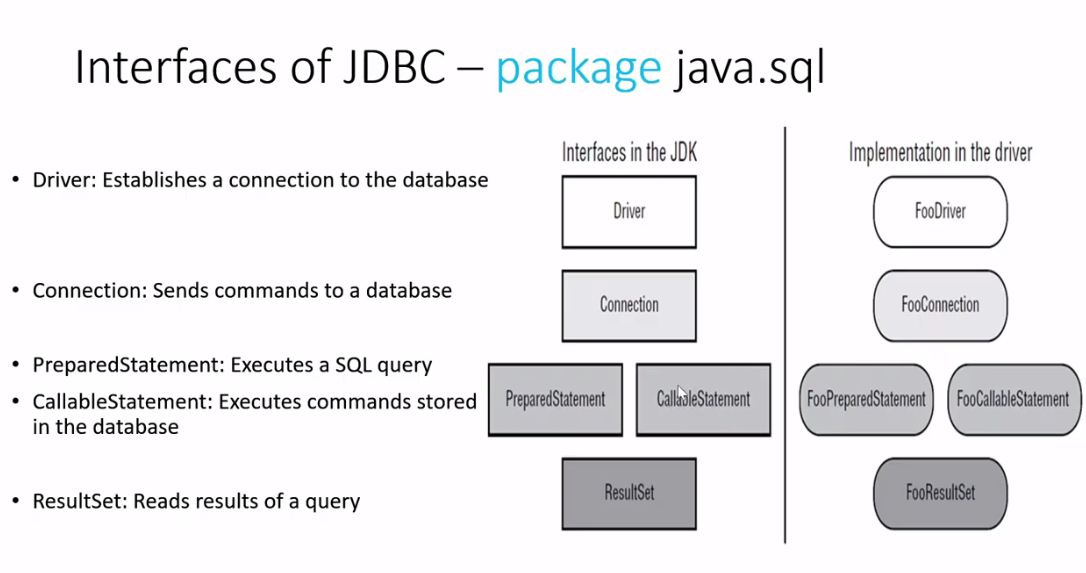 Interfaces of JDBC – package java.sql
• Driver: Establishes a connection to the database
• Connection: Sends commands to a database
• PreparedStatement: Executes a SQL query
• CallableStatement: Executes commands stored
in the database
• ResultSet: Reads results of a query
Interfaces in the JDK
Driver
Connection
PreparedStatement
CallableStatement
ResultSet
Implementation in the driver
FooDriver
FooConnection
FooPreparedStatement
FooCallableStatement
FooResultSet